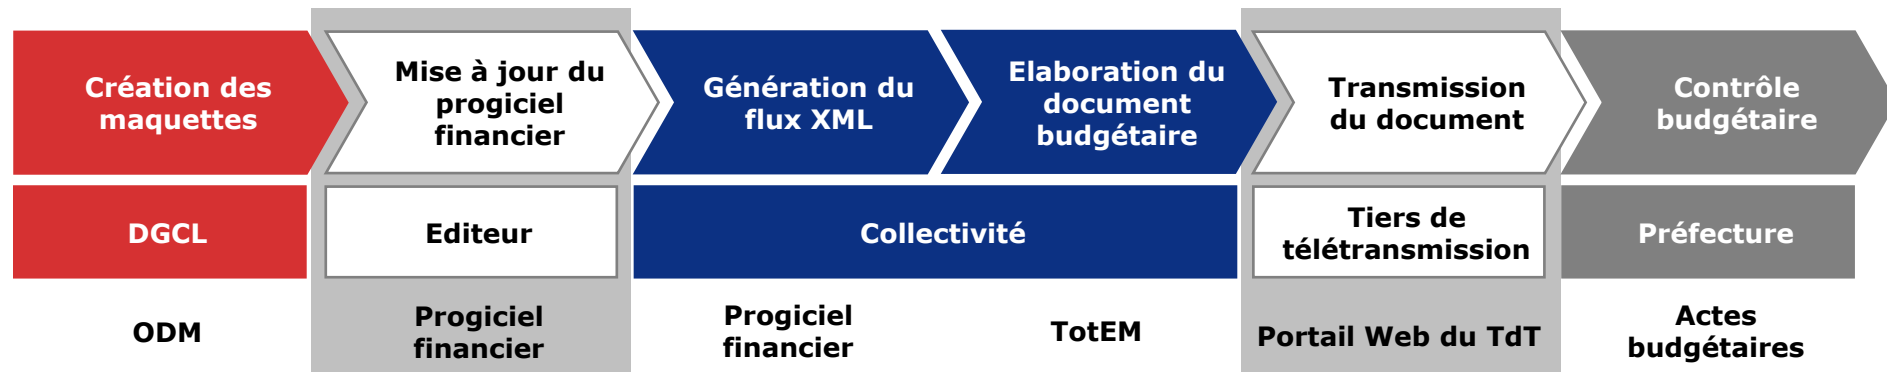 Création des
maquettes
Mise à jour du
progiciel
financier
Génération du
flux XML
Elaboration du
document
budgétaire
Transmission
du document
Contrôle
budgétaire
DGCL
Editeur
Collectivité
Tiers de
télétransmission
Préfecture
ODM
Progiciel
financier
Progiciel
financier
TotEM
Portail Web du TdT
Actes
budgétaires